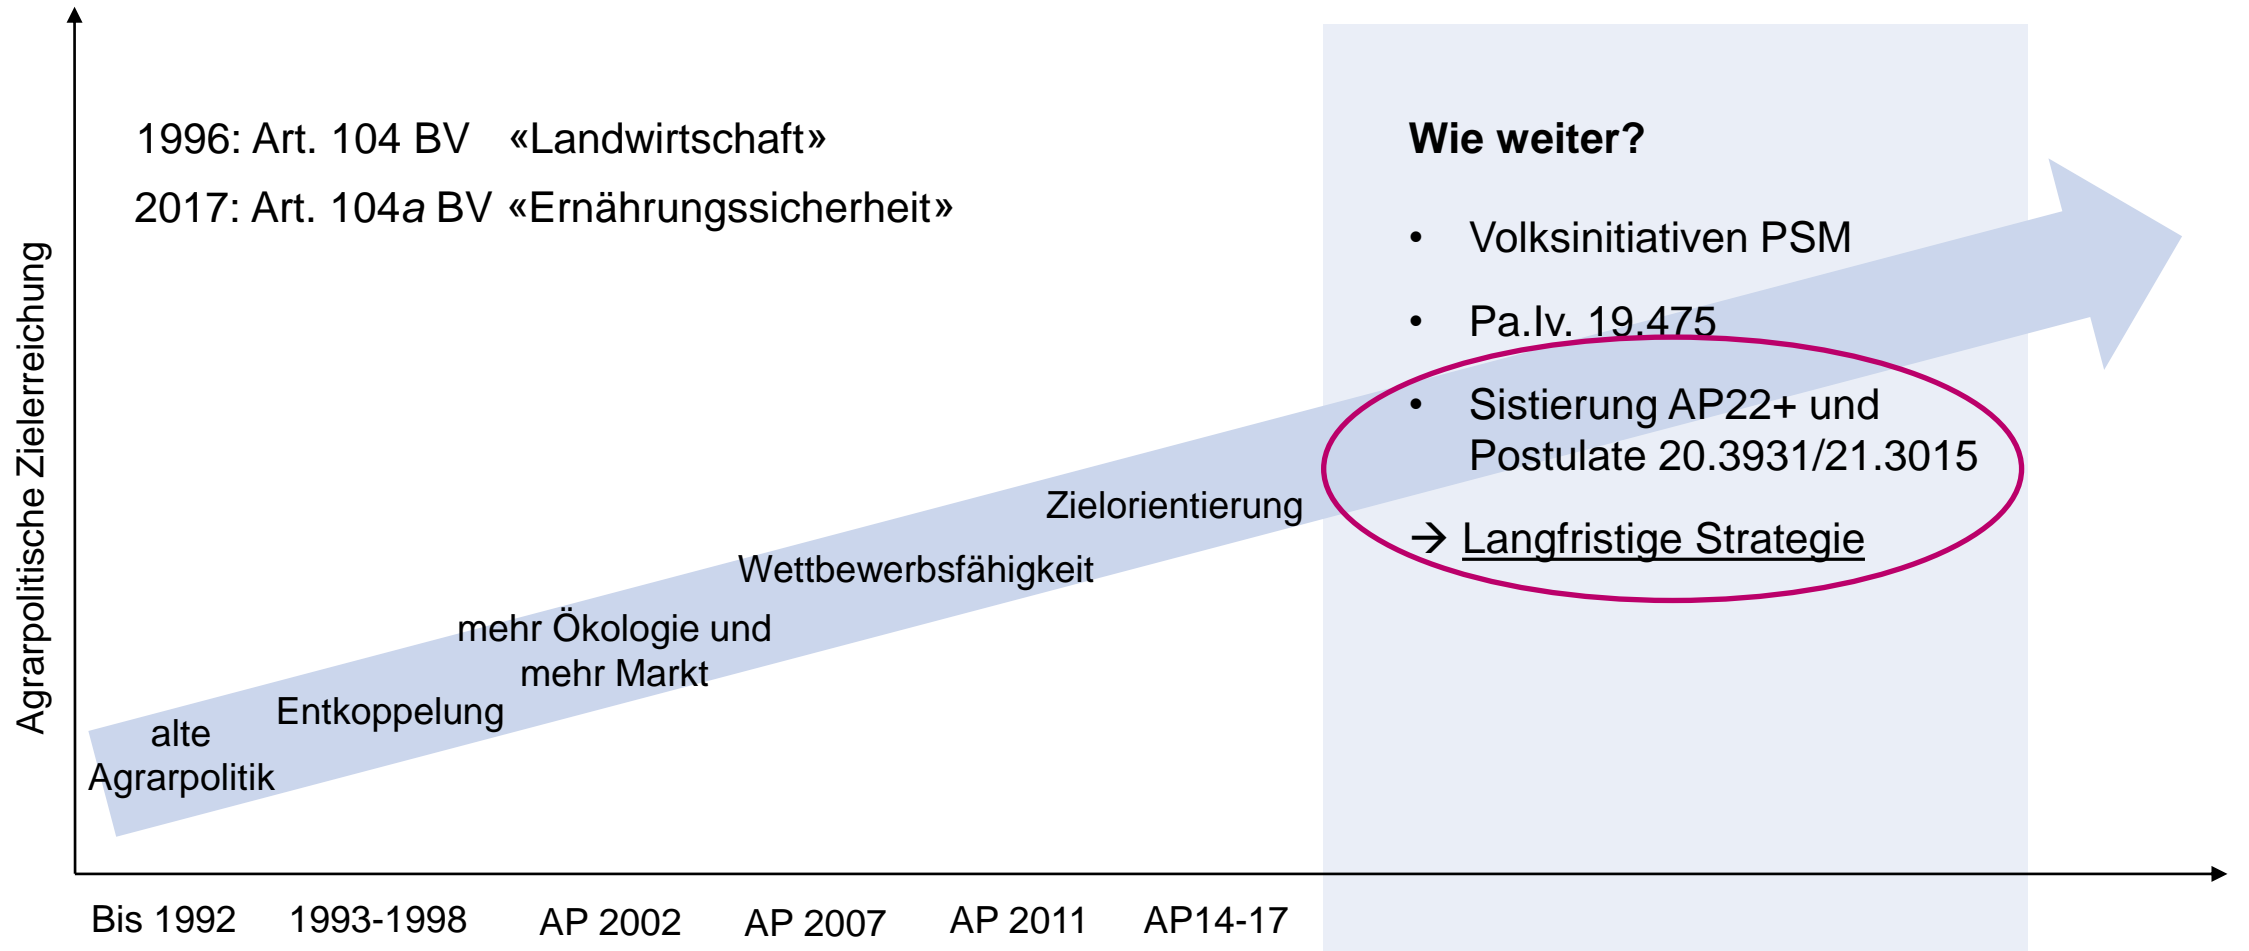 Agrarpolitische Zielerreichung
1996: Art. 104 BV «Landwirtschaft»
2017: Art. 104a BV «Ernährungssicherheit»
Wie weiter?
• Volksinitiativen PSM
• Pa.Iv. 19.475
• Sistierung AP22+ und
Postulate 20.3931/21.3015
→ Langfristige Strategie
Zielorientierung
Wettbewerbsfähigkeit
mehr Ökologie und
mehr Markt
Entkoppelung
alte
Agrarpolitik
Bis 1992 1993-1998 AP 2002 AP 2007 AP 2011 AP14-17